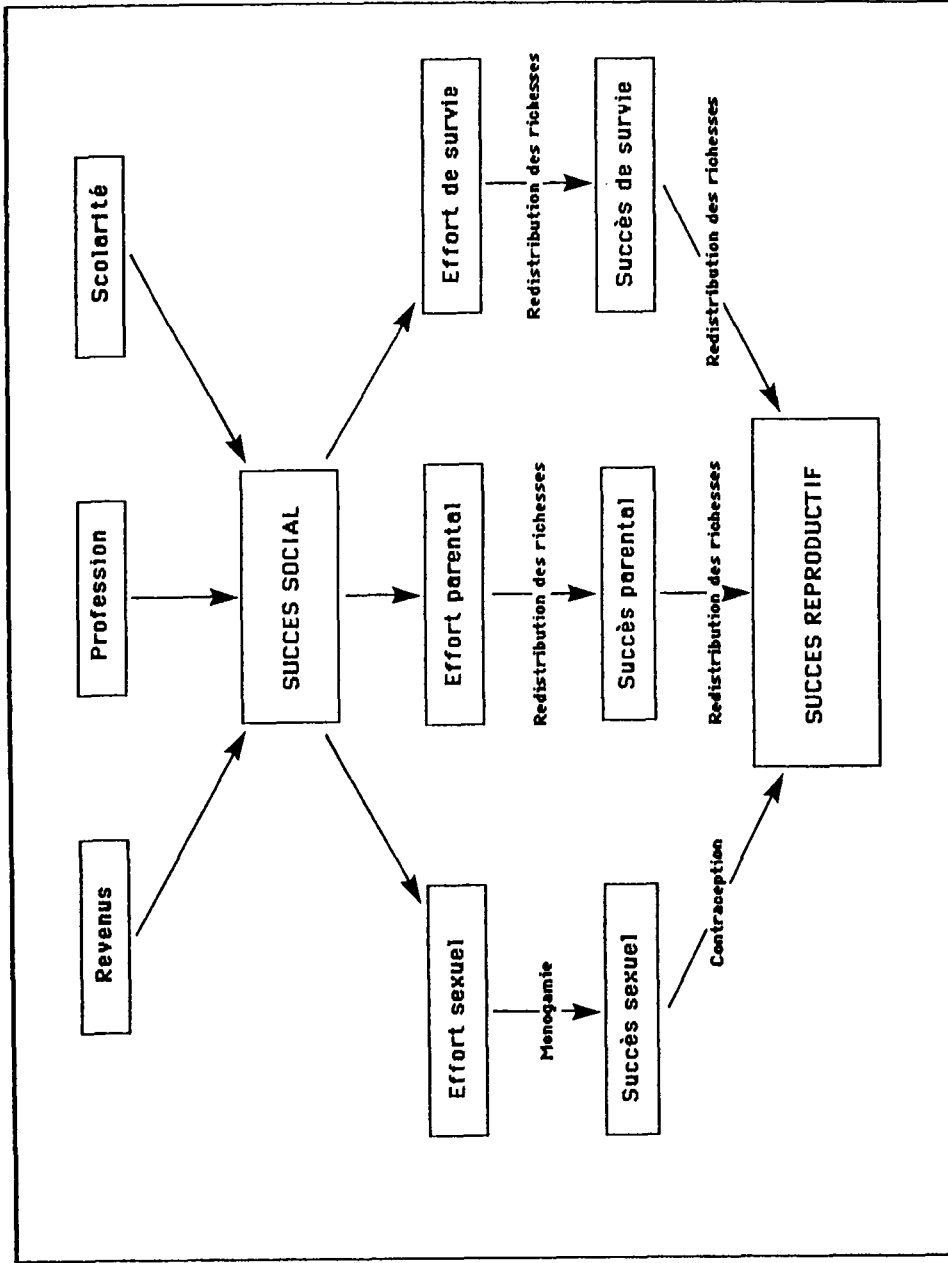 Revenus
Profession
Scolarité
SUCCES SOCIAL
Effort sexuel
Effort parental
Effort de survie
Monogamie
Redistribution des richesses
Redistribution des richesses
Succès sexuel
Succès parental
Succès de survie
Contraception
Redistribution des richesses
Redistribution des richesses
SUCCES REPRODUCTIF